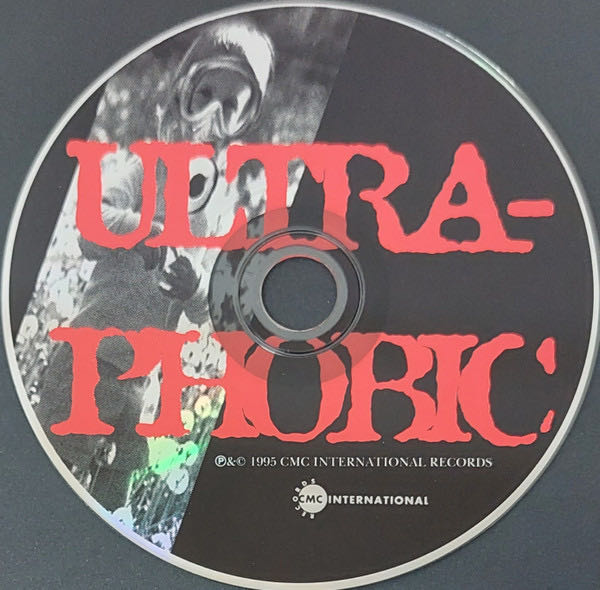 ULTRA-
PHOBIC
℗&© 1995 CMC INTERNATIONAL RECORDS
RECORDS
CMC INTERNATIONAL